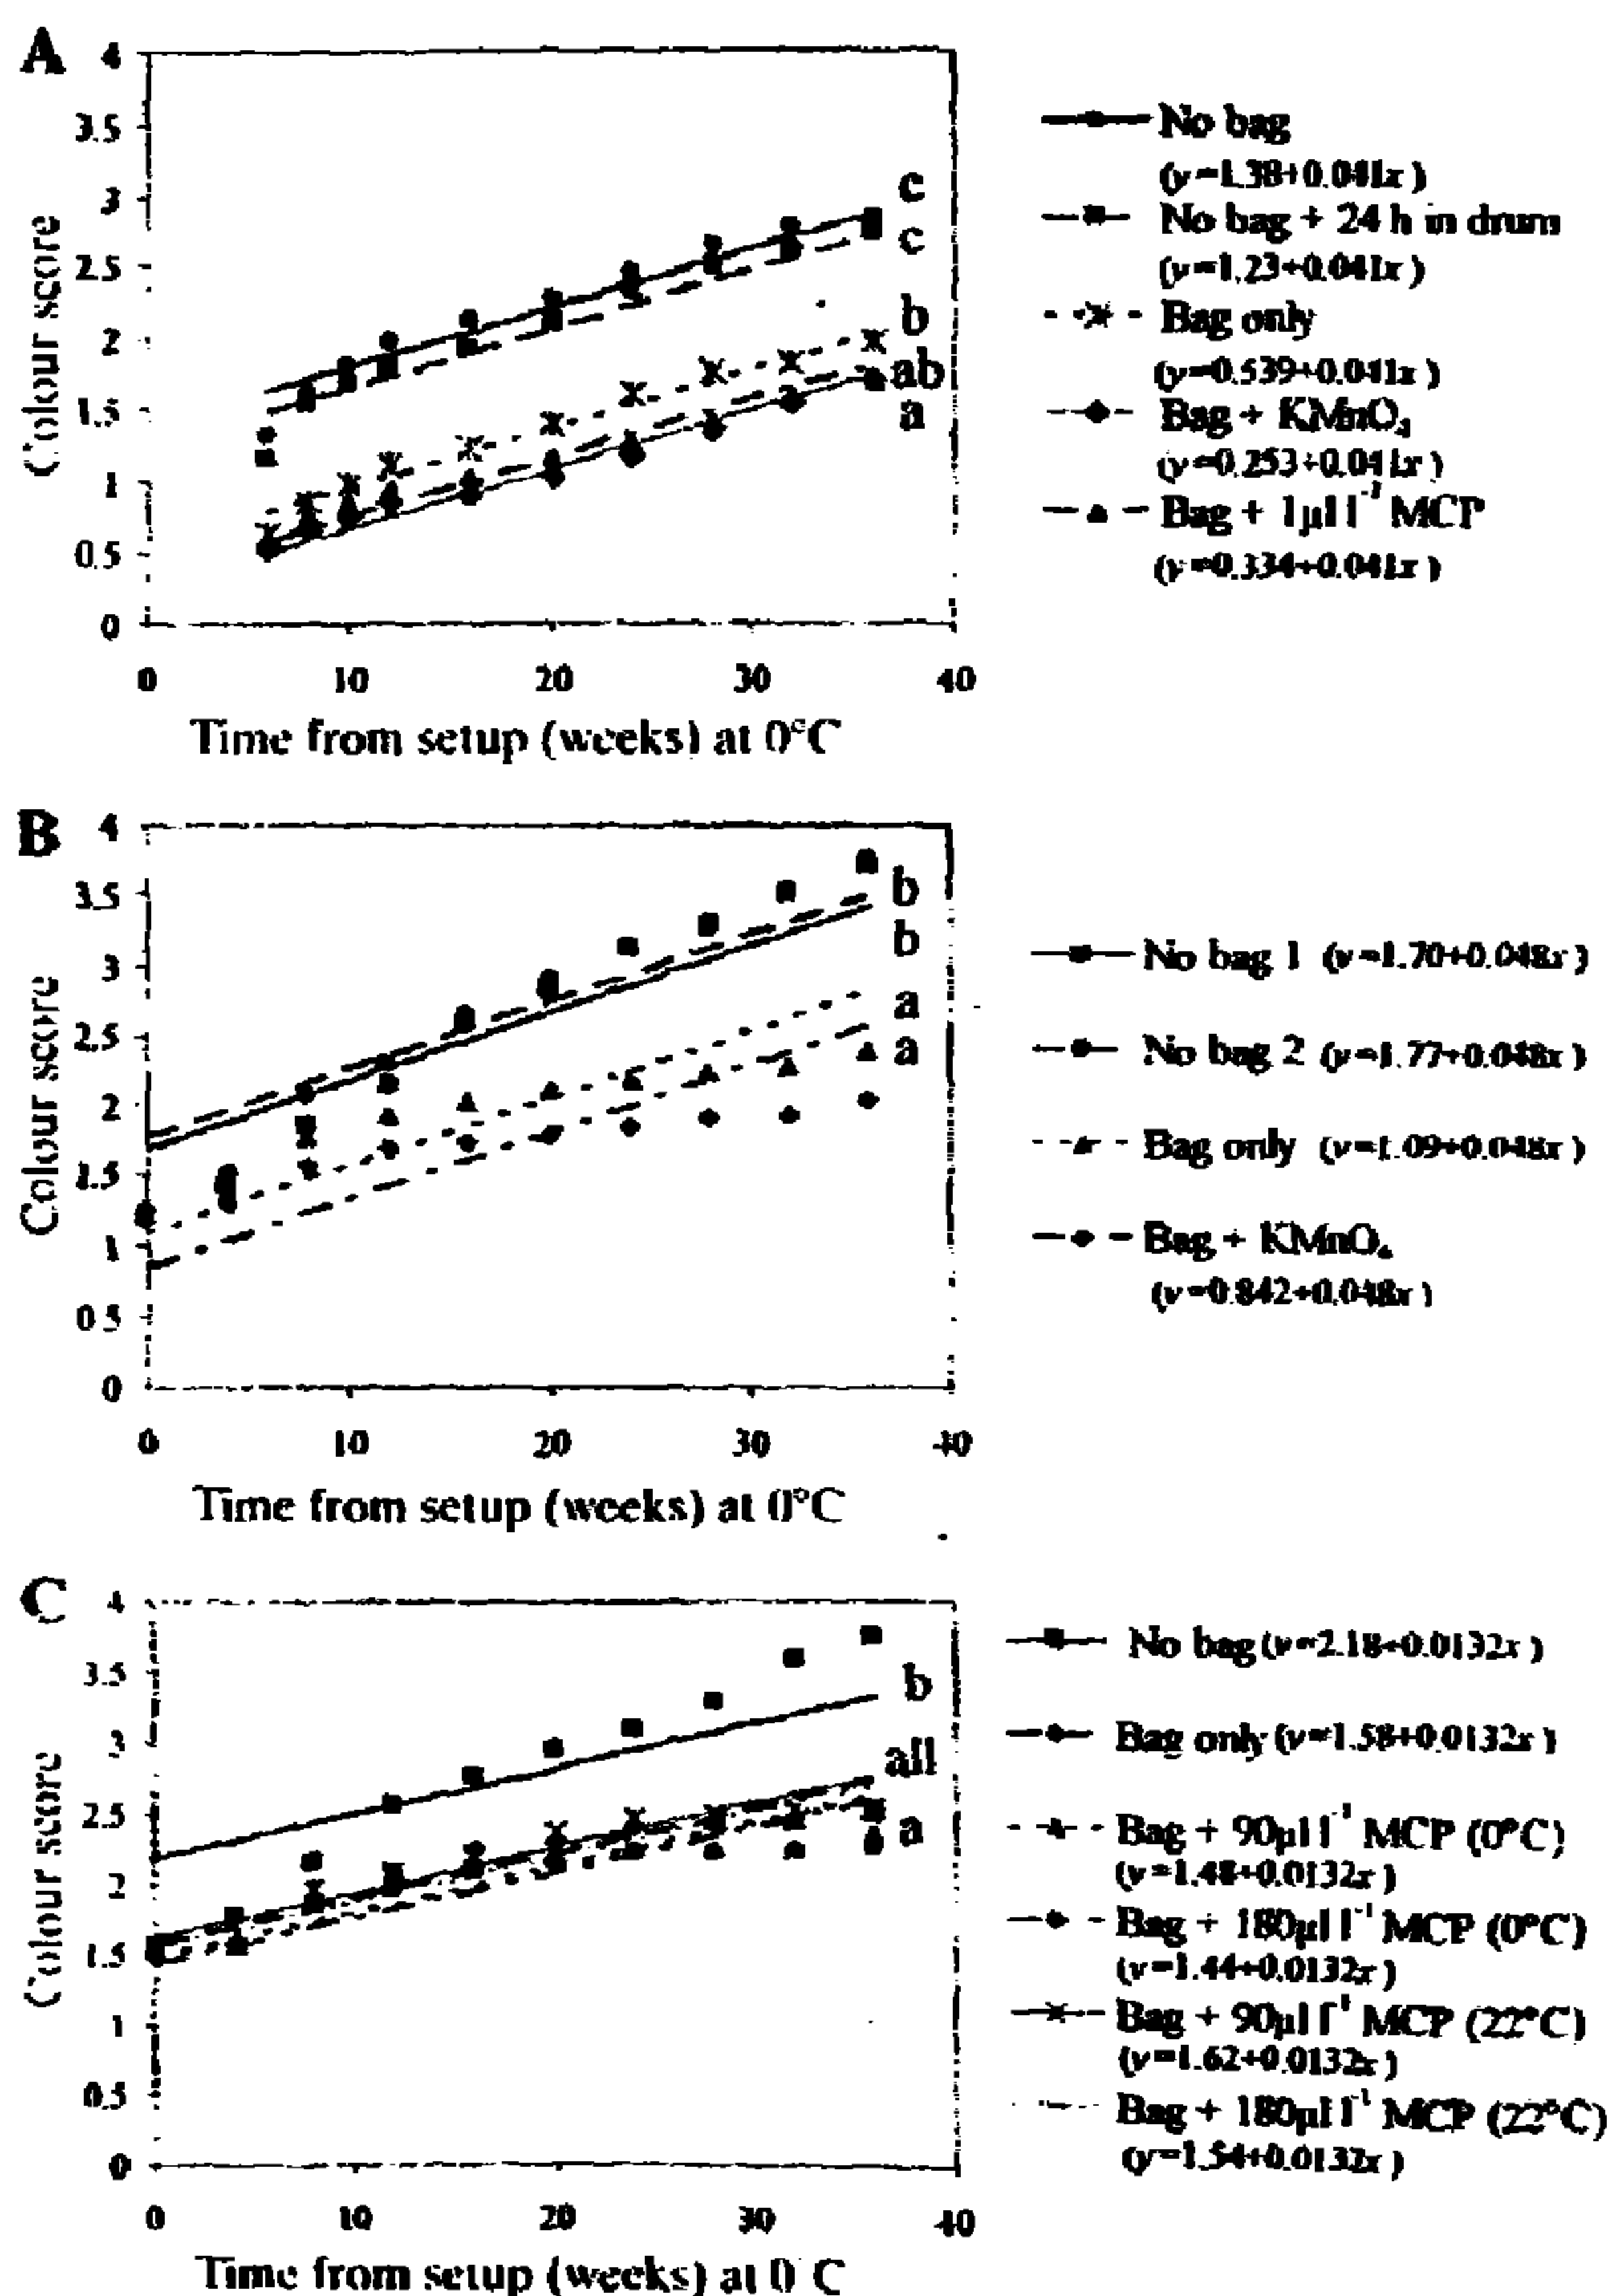 A
4
3.5
3
2.5
2
1.5
1
0.5
0
Colour score
0 10 20 30 40
Time from setup (weeks) at 0°C
c
c
b
ab
a
No bag
(y=1.38+0.041x)
No bag + 24 h in drum
(y=1.23+0.041x)
Bag only
(y=0.539+0.041x)
Bag + KMnO4
(y=0.253+0.041x)
Bag + 1µl l⁻¹ MCP
(y=0.334+0.041x)
B
4
3.5
3
2.5
2
1.5
1
0.5
0
Colour score
0 10 20 30 40
Time from setup (weeks) at 0°C
b
b
a
a
No bag 1 (y=1.70+0.048x)
No bag 2 (y=1.77+0.048x)
Bag only (y=1.09+0.048x)
Bag + KMnO4
(y=0.842+0.048x)
C
4
3.5
3
2.5
2
1.5
1
0.5
0
Colour score
0 10 20 30 40
Time from setup (weeks) at 0 C
b
all
a
No bag (y=2.18+0.0132x)
Bag only (y=1.58+0.0132x)
Bag + 90µl l⁻¹ MCP (0°C)
(y=1.48+0.0132x)
Bag + 180µl l⁻¹ MCP (0°C)
(y=1.44+0.0132x)
Bag + 90µl l⁻¹ MCP (22°C)
(y=1.62+0.0132x)
Bag + 180µl l⁻¹ MCP (22°C)
(y=1.54+0.0132x)